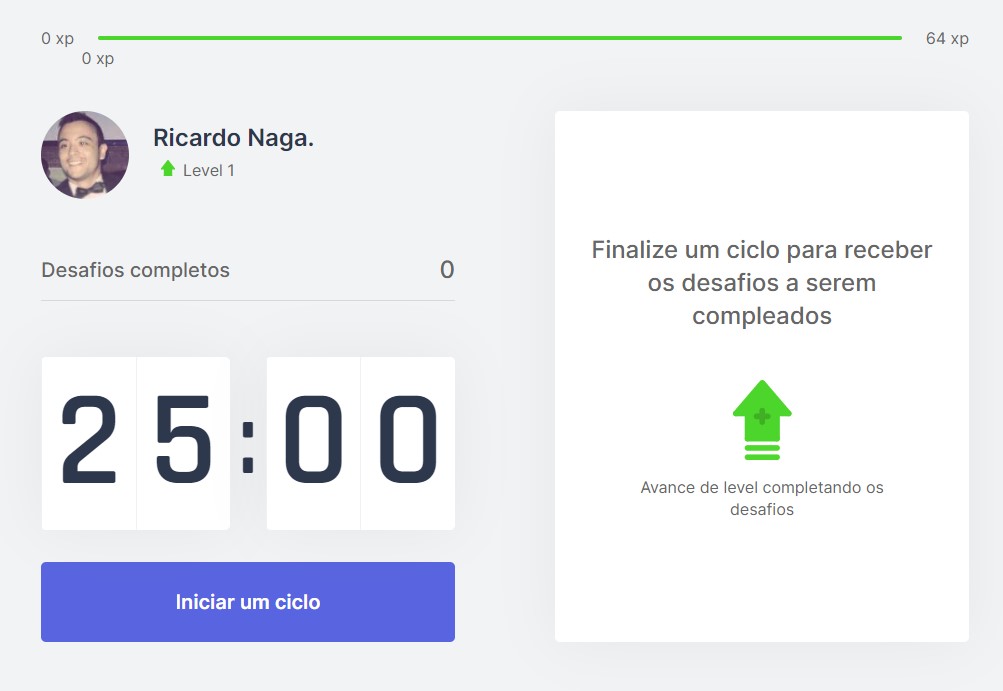 0 xp
64 xp
0 xp
Ricardo Naga.
Level 1
Desafios completos
0
25:00
Iniciar um ciclo
Finalize um ciclo para receber
os desafios a serem
compleados
Avance de level completando os
desafios